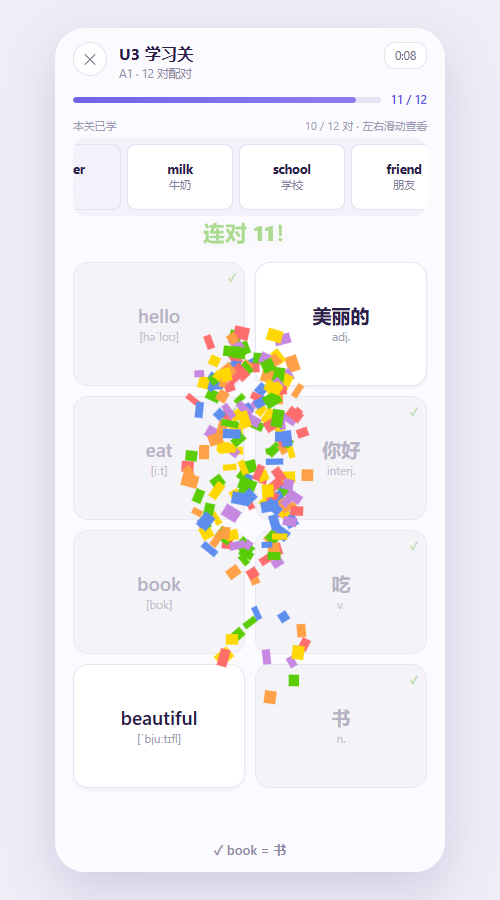 U3 学习关
0:08
A1 · 12 对配对
11 / 12
本关已学
10 / 12 对 · 左右滑动查看
er
milk
牛奶
school
学校
friend
朋友
连对 11!
hello
[həˈloʊ]
美丽的
adj.
eat
[iːt]
你好
interj.
book
[bʊk]
吃
v.
beautiful
[ˈbjuːtɪfl]
书
n.
✓ book = 书